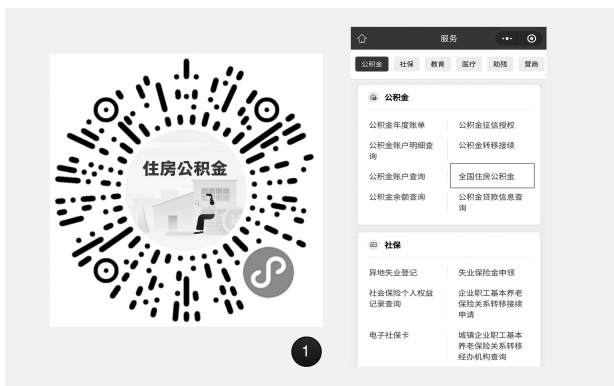 住房公积金
1
服务
公积金 社保 教育 医疗 助残 营商
公积金
公积金年度账单 公积金征信授权
公积金账户明细查 公积金转移接续
询
公积金账户查询 全国住房公积金
公积金余额查询 公积金贷款信息查
询
社保
异地失业登记 失业保险金申领
社会保险个人权益 企业职工基本养老
记录查询 保险关系转移接续
申请
电子社保卡 城镇企业职工基本
养老保险关系转移
经办机构查询